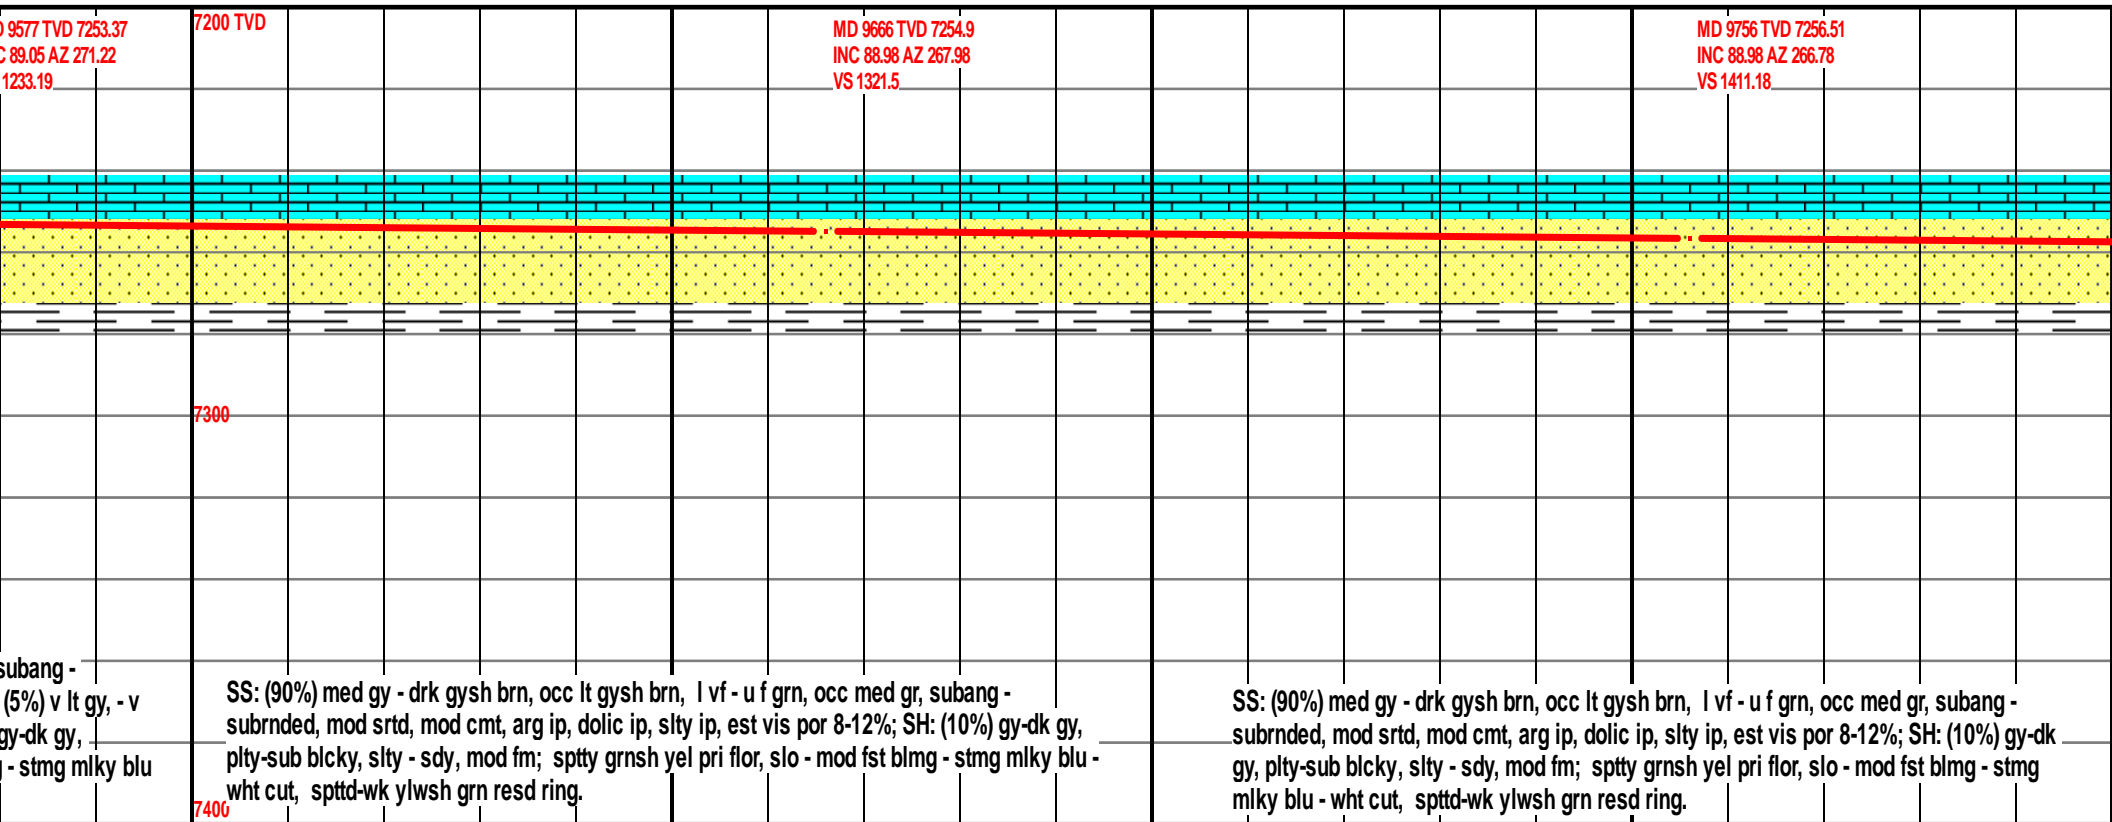 9577 TVD 7253.37
89.05 AZ 271.22
1233.19
7200 TVD
MD 9666 TVD 7254.9
INC 88.98 AZ 267.98
VS 1321.5
MD 9756 TVD 7256.51
INC 88.98 AZ 266.78
VS 1411.18
7300
subang -
(5%) v lt gy, - v
gy-dk gy,
- stmg mlky blu
SS: (90%) med gy - drk gysh brn, occ lt gysh brn, l vf - u f grn, occ med gr, subang -
subrnded, mod srtd, mod cmt, arg ip, dolic ip, slty ip, est vis por 8-12%; SH: (10%) gy-dk gy,
plty-sub blcky, slty - sdy, mod fm; sptty grnsh yel pri flor, slo - mod fst blmg - stmg mlky blu -
wht cut, spttd-wk ylwsh grn resd ring.
SS: (90%) med gy - drk gysh brn, occ lt gysh brn, l vf - u f grn, occ med gr, subang -
subrnded, mod srtd, mod cmt, arg ip, dolic ip, slty ip, est vis por 8-12%; SH: (10%) gy-dk
gy, plty-sub blcky, slty - sdy, mod fm; sptty grnsh yel pri flor, slo - mod fst blmg - stmg
mlky blu - wht cut, spttd-wk ylwsh grn resd ring.
7400